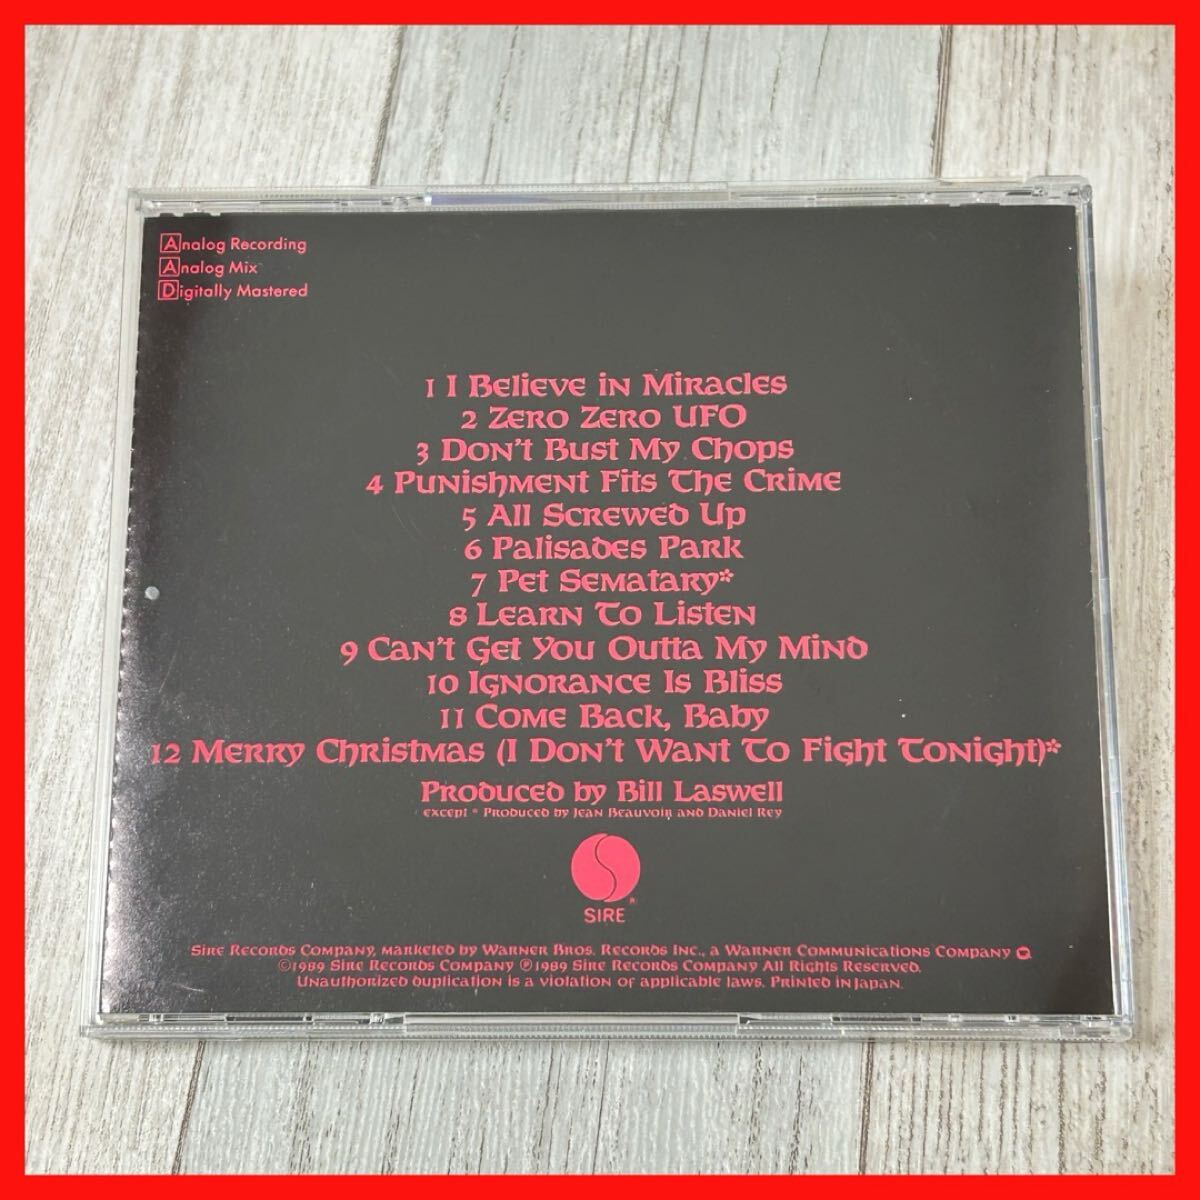 Analog Recording
Analog Mix
Digitally Mastered
1 I Believe in Miracles
2 Zero Zero UFO
3 Don't Bust My Chops
4 Punishment Fits The Crime
5 All Screwed Up
6 Palisades Park
7 Pet Sematary*
8 Learn To Listen
9 Can't Get You Outta My Mind
10 Ignorance Is Bliss
11 Come Back, Baby
12 Merry Christmas (I Don't Want To Fight Tonight)*
Produced by Bill Laswell
except * Produced by Jean Beauvoir and Daniel Rey
SIRE®
Sire Records Company, marketed by Warner Bros. Records Inc., a Warner Communications Company
©1989 Sire Records Company ℗1989 Sire Records Company All Rights Reserved.
Unauthorized duplication is a violation of applicable laws. Printed in Japan.